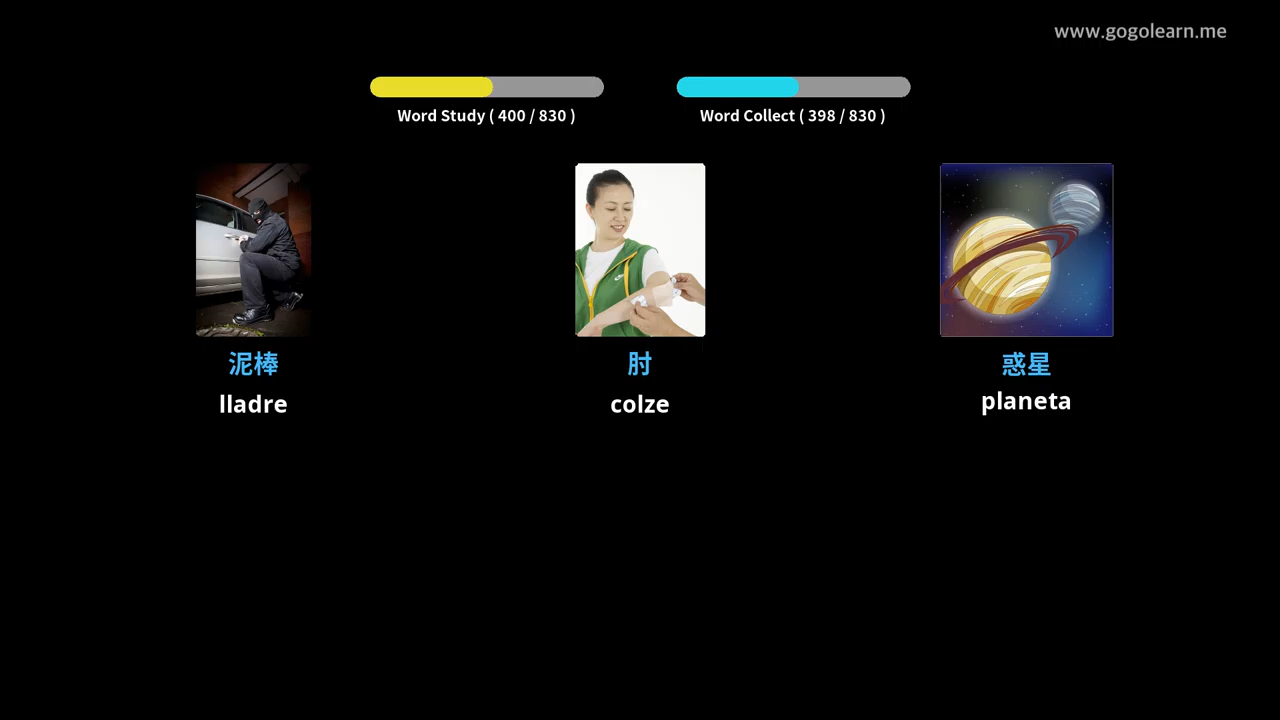 www.gogolearn.me
Word Study ( 400 / 830 )
Word Collect ( 398 / 830 )
泥棒
肘
惑星
lladre
colze
planeta